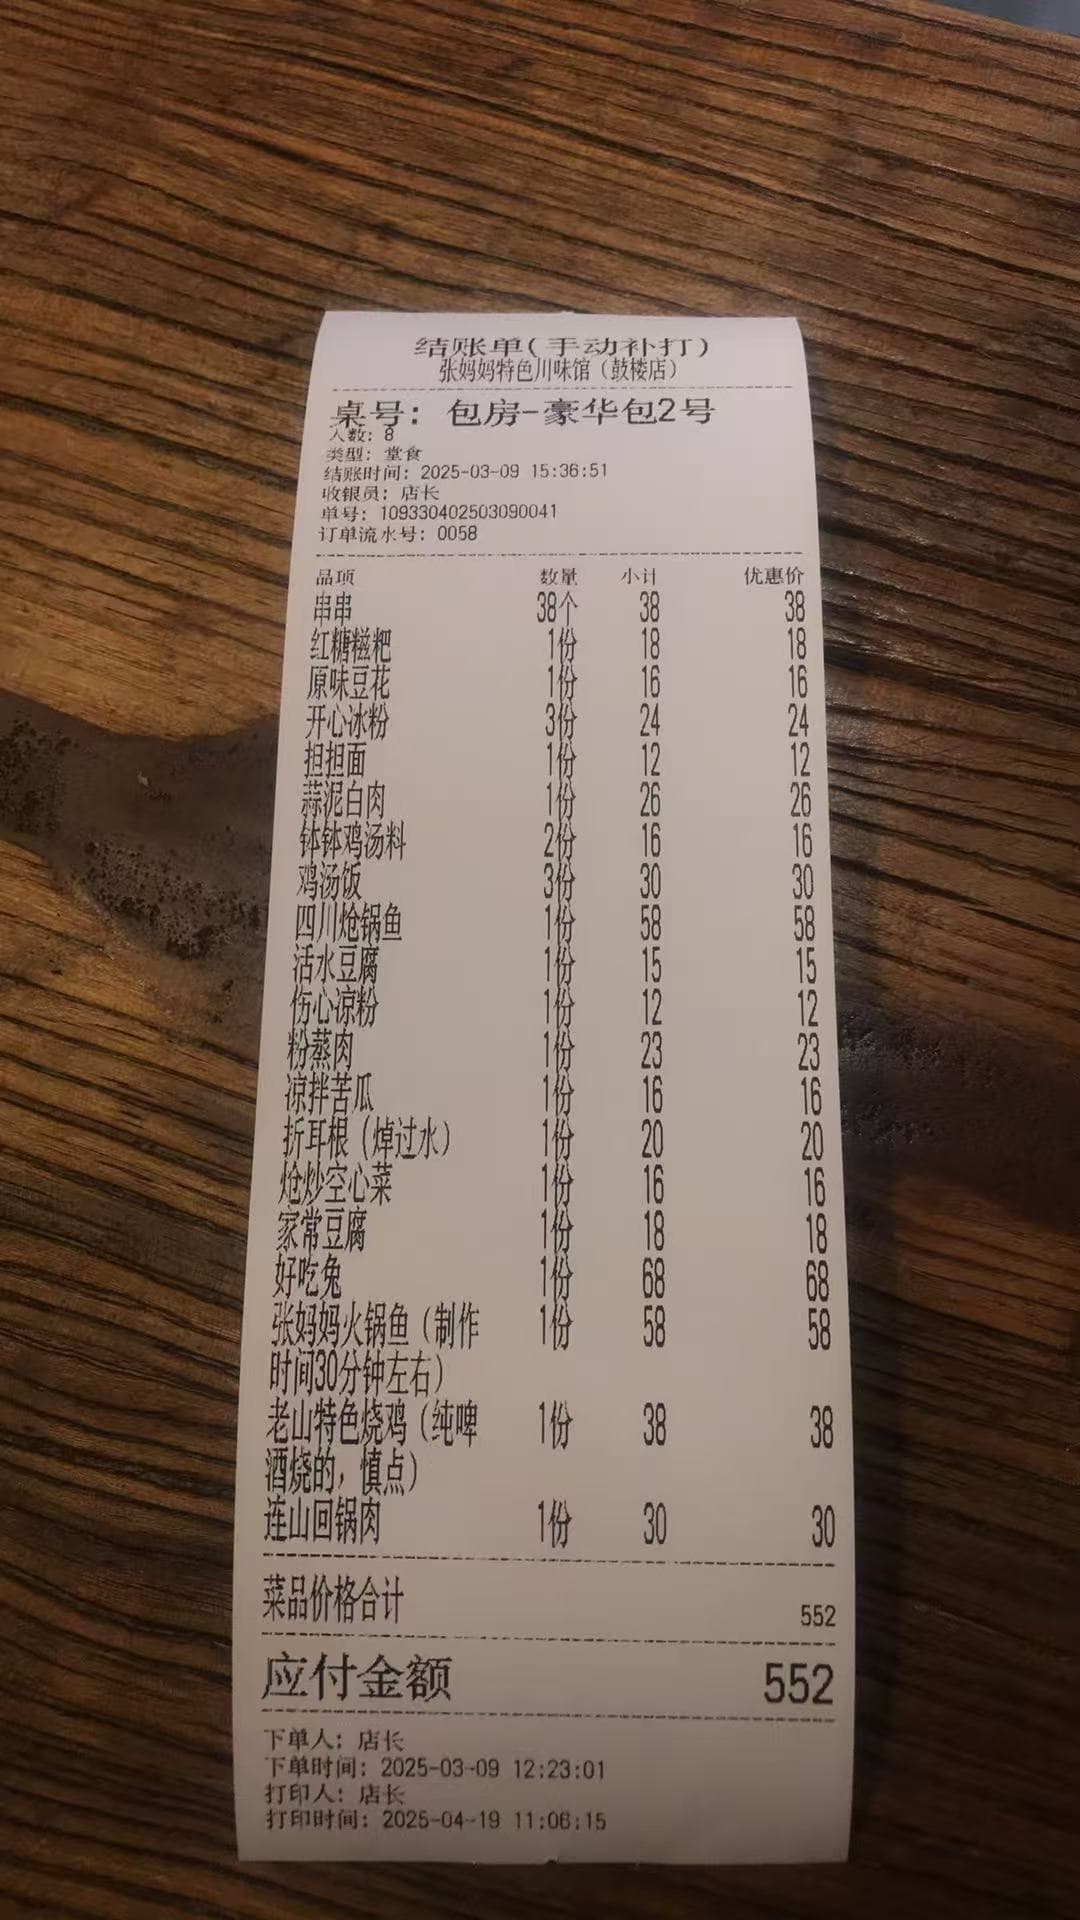 结账单(手动补打)
张妈妈特色川味馆(鼓楼店)
桌号: 包房-豪华包2号
人数: 8
类型: 堂食
结账时间: 2025-03-09 15:36:51
收银员: 店长
单号: 109330402503090041
订单流水号: 0058
品项 数量 小计 优惠价
串串 38个 38 38
红糖糍粑 1份 18 18
原味豆花 1份 16 16
开心冰粉 3份 24 24
担担面 1份 12 12
蒜泥白肉 1份 26 26
钵钵鸡汤料 2份 16 16
鸡汤饭 3份 30 30
四川炝锅鱼 1份 58 58
活水豆腐 1份 15 15
伤心凉粉 1份 12 12
粉蒸肉 1份 23 23
凉拌苦瓜 1份 16 16
折耳根(焯过水) 1份 20 20
炝炒空心菜 1份 16 16
家常豆腐 1份 18 18
好吃兔 1份 68 68
张妈妈火锅鱼(制作 1份 58 58
时间30分钟左右)
老山特色烧鸡(纯啤 1份 38 38
酒烧的,慎点)
连山回锅肉 1份 30 30
菜品价格合计 552
应付金额 552
下单人: 店长
下单时间: 2025-03-09 12:23:01
打印人: 店长
打印时间: 2025-04-19 11:06:15